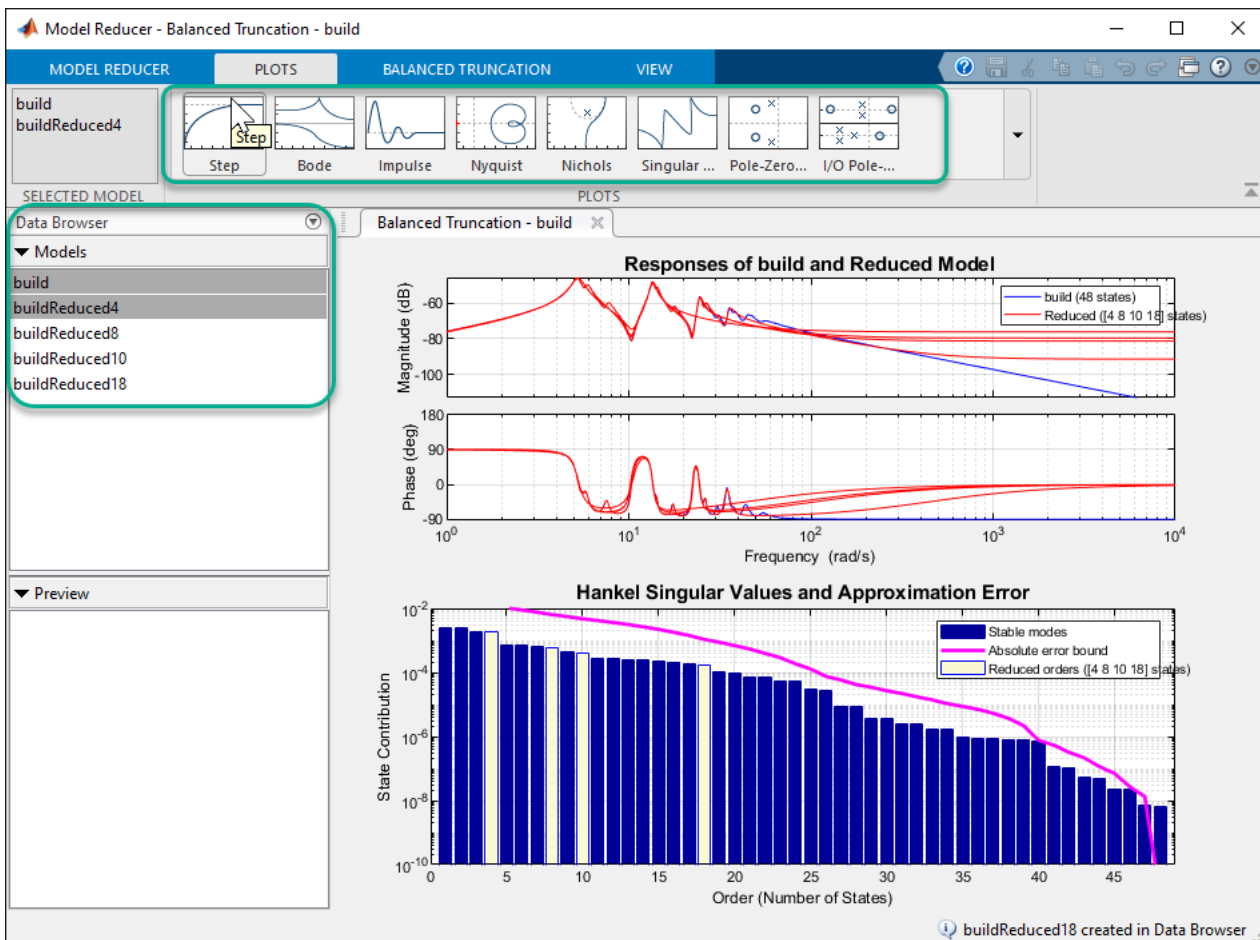 Model Reducer - Balanced Truncation - build
MODEL REDUCER PLOTS BALANCED TRUNCATION VIEW
build
buildReduced4
Step
Step Bode Impulse Nyquist Nichols Singular ... Pole-Zero... I/O Pole-...
SELECTED MODEL PLOTS
Data Browser
Models
build
buildReduced4
buildReduced8
buildReduced10
buildReduced18
Preview
Balanced Truncation - build
Responses of build and Reduced Model
Magnitude (dB)
-60
-80
-100
build (48 states)
Reduced ([4 8 10 18] states)
Phase (deg)
180
90
0
-90
10^0 10^1 10^2 10^3 10^4
Frequency (rad/s)
Hankel Singular Values and Approximation Error
State Contribution
10^-2
10^-4
10^-6
10^-8
10^-10
Stable modes
Absolute error bound
Reduced orders ([4 8 10 18] states)
0 5 10 15 20 25 30 35 40 45
Order (Number of States)
buildReduced18 created in Data Browser